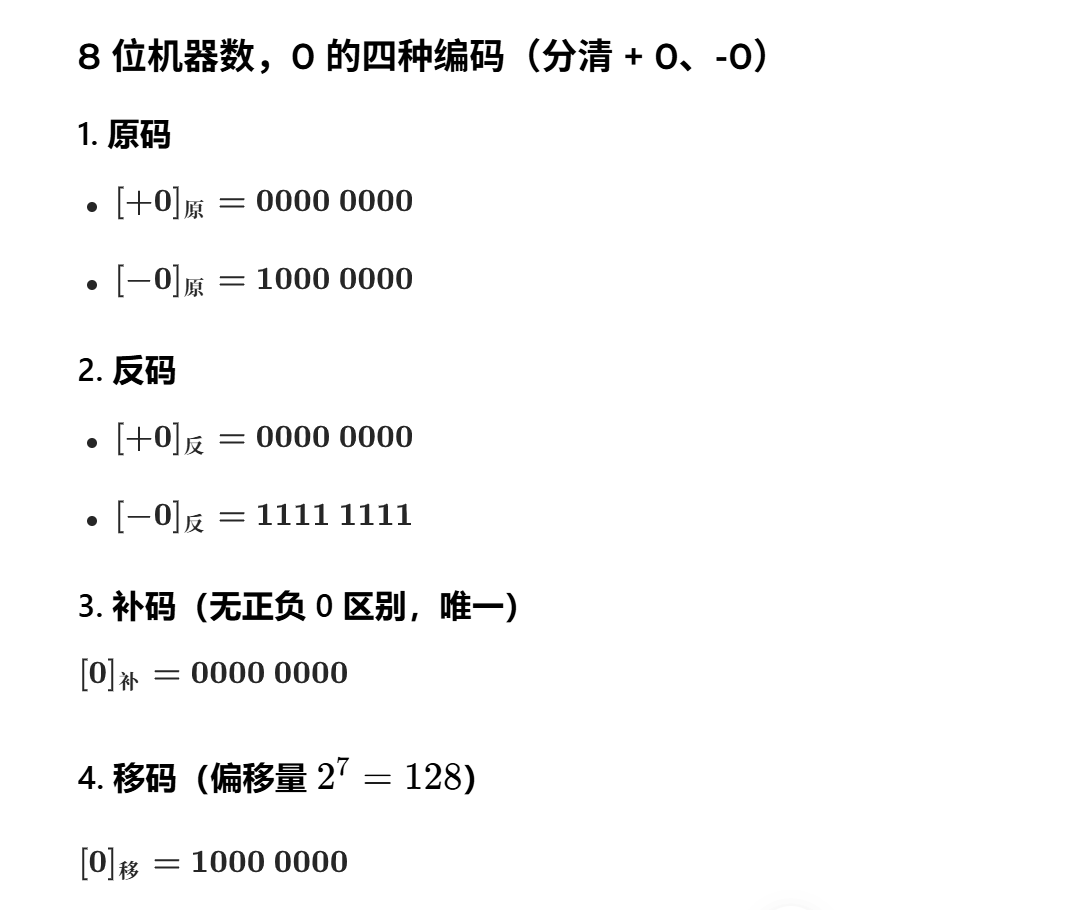 8 位机器数，0 的四种编码（分清 + 0、-0）
1. 原码
• [+0]原 = 0000 0000
• [−0]原 = 1000 0000
2. 反码
• [+0]反 = 0000 0000
• [−0]反 = 1111 1111
3. 补码（无正负 0 区别，唯一）
[0]补 = 0000 0000
4. 移码（偏移量 2⁷ = 128）
[0]移 = 1000 0000